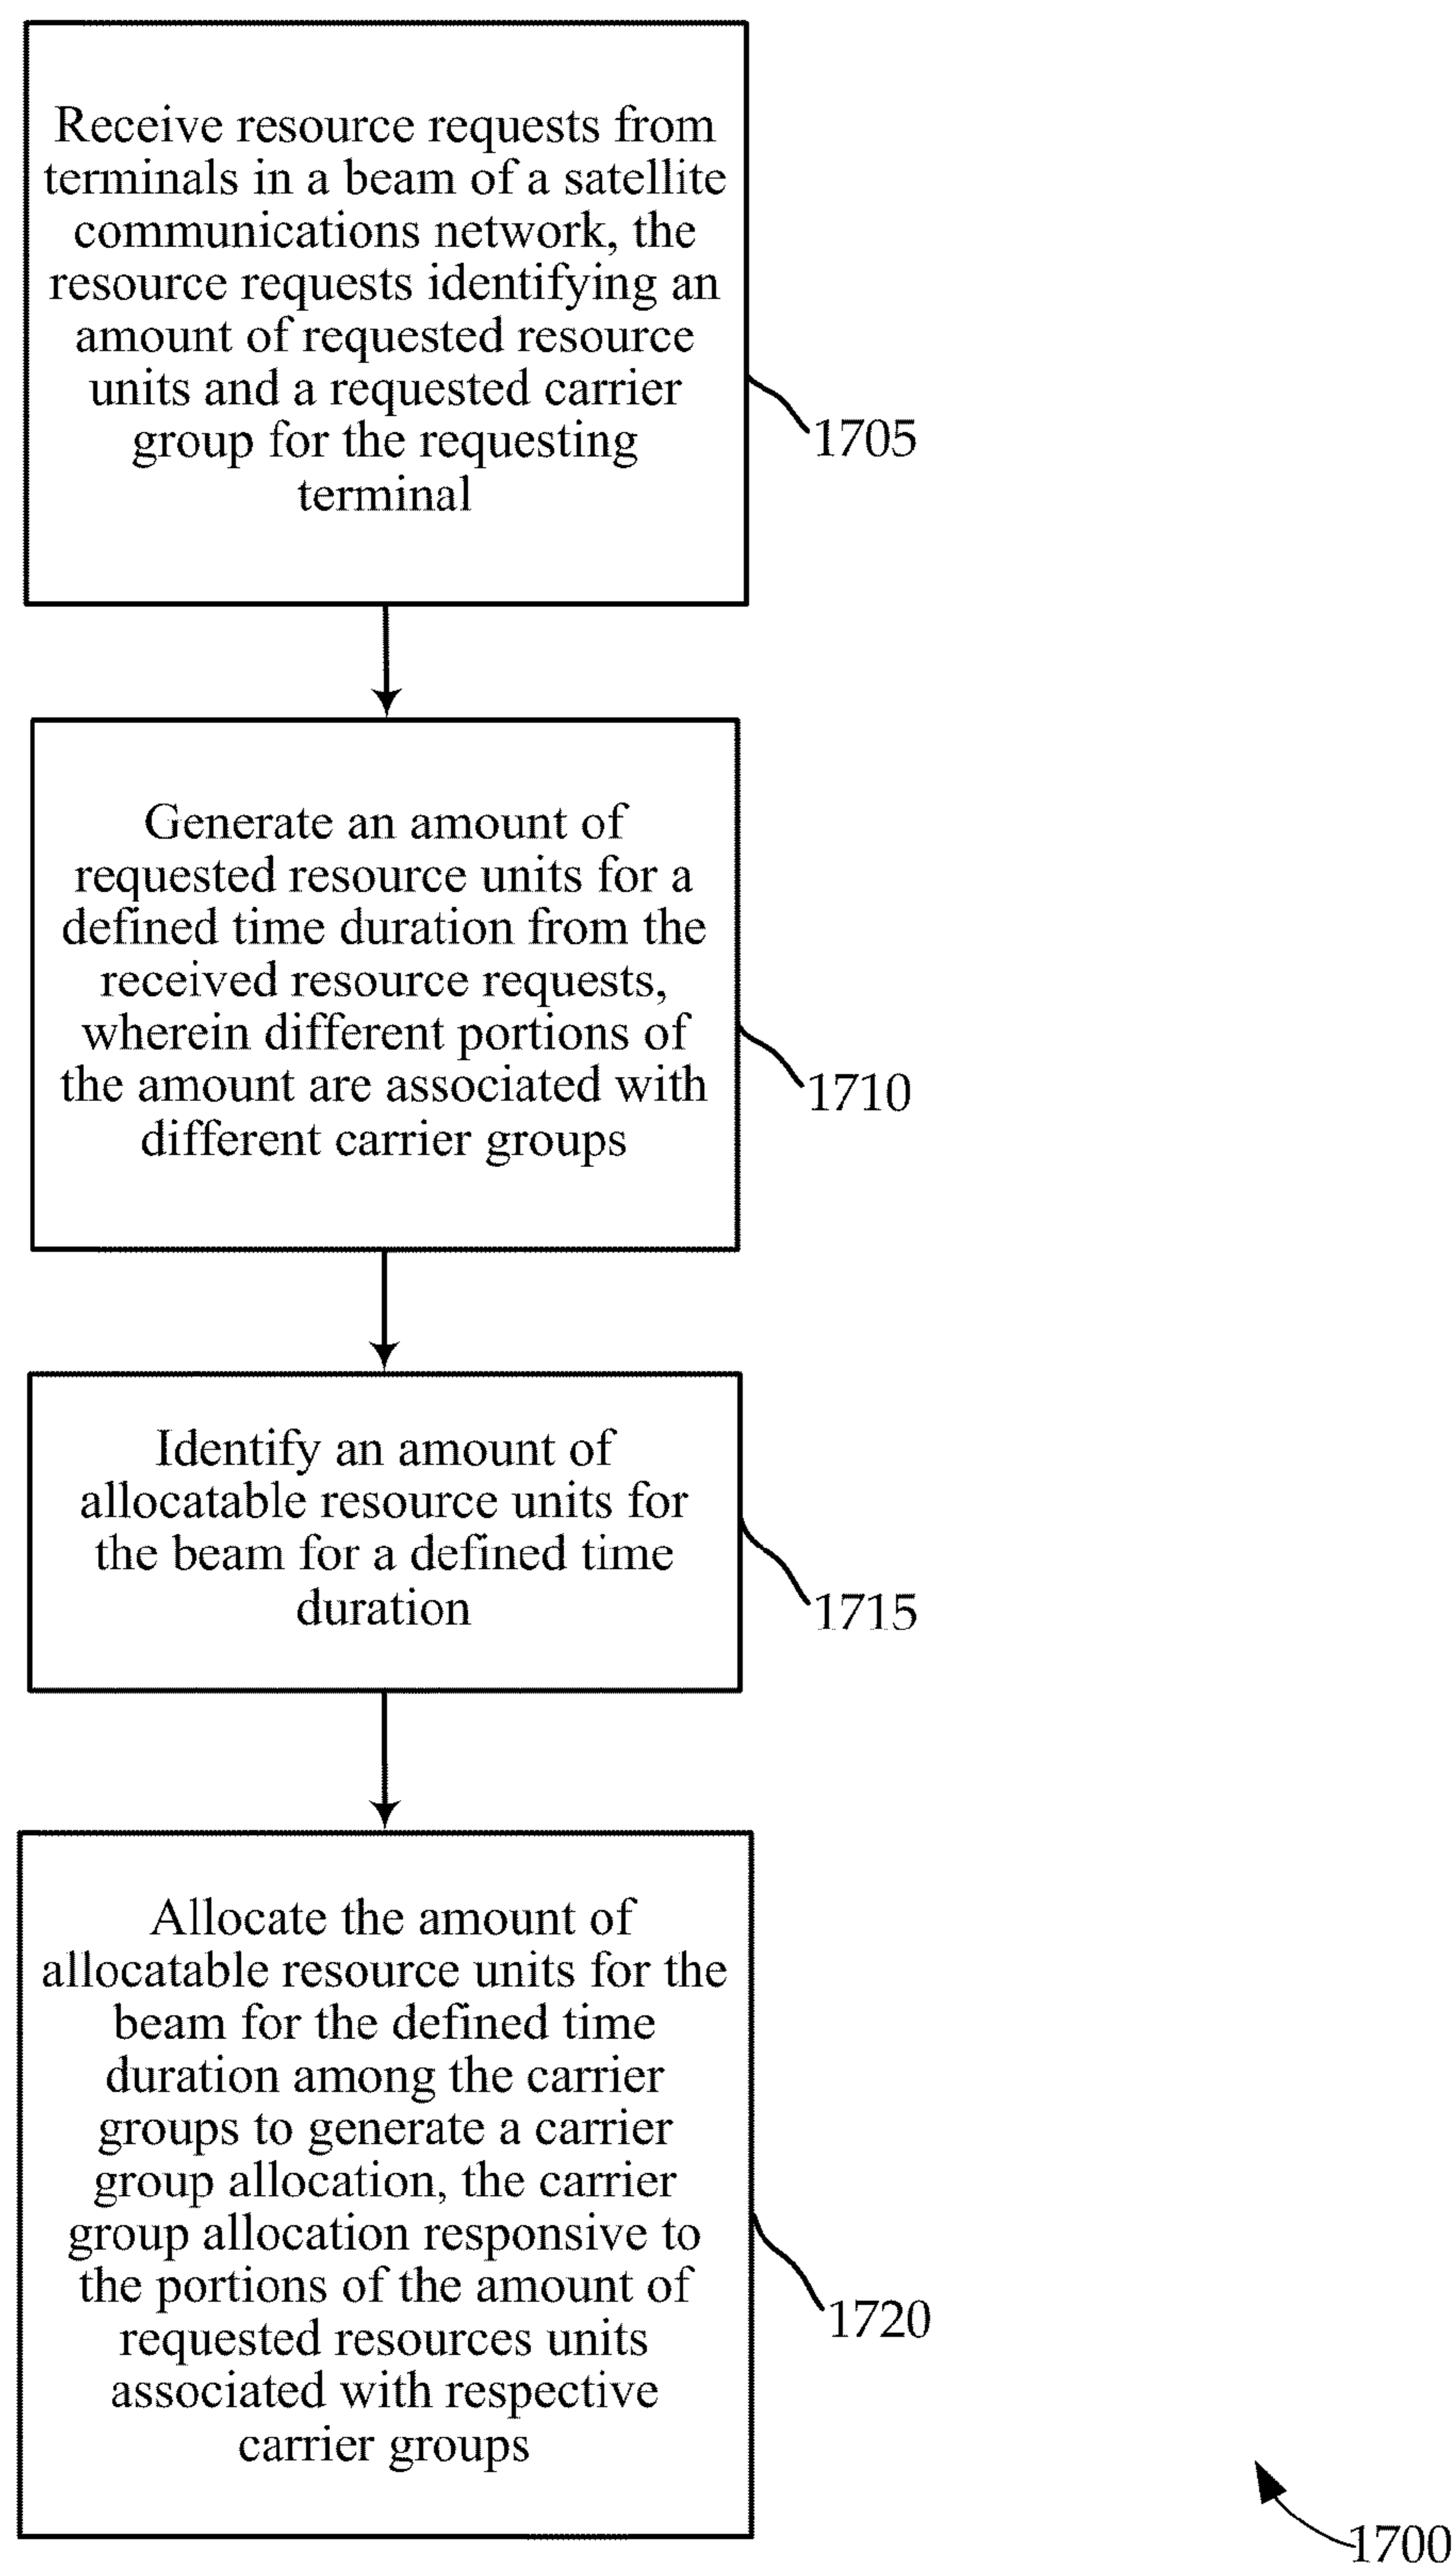 Receive resource requests from
terminals in a beam of a satellite
communications network, the
resource requests identifying an
amount of requested resource
units and a requested carrier
group for the requesting
terminal
1705
Generate an amount of
requested resource units for a
defined time duration from the
received resource requests,
wherein different portions of
the amount are associated with
different carrier groups
1710
Identify an amount of
allocatable resource units for
the beam for a defined time
duration
1715
Allocate the amount of
allocatable resource units for the
beam for the defined time
duration among the carrier
groups to generate a carrier
group allocation, the carrier
group allocation responsive to
the portions of the amount of
requested resources units
associated with respective
carrier groups
1720
1700